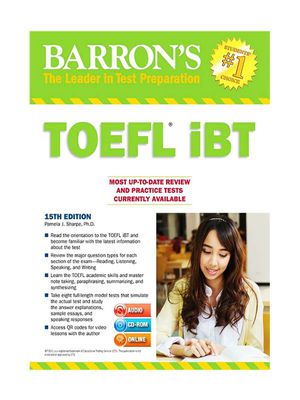 BARRON'S
The Leader in Test Preparation
STUDENTS'
#1
CHOICE
TOEFL® iBT
MOST UP-TO-DATE REVIEW
AND PRACTICE TESTS
CURRENTLY AVAILABLE
15TH EDITION
Pamela J. Sharpe, Ph.D.
Read the orientation to the TOEFL iBT and
become familiar with the latest information
about the test
Review the major question types for each
section of the exam—Reading, Listening,
Speaking, and Writing
Learn the TOEFL academic skills and master
note taking, paraphrasing, summarizing, and
synthesizing
Take eight full-length model tests that simulate
the actual test and study
the answer explanations,
sample essays, and
speaking responses
Access QR codes for video
lessons with the author
AUDIO
CD-ROM
ONLINE